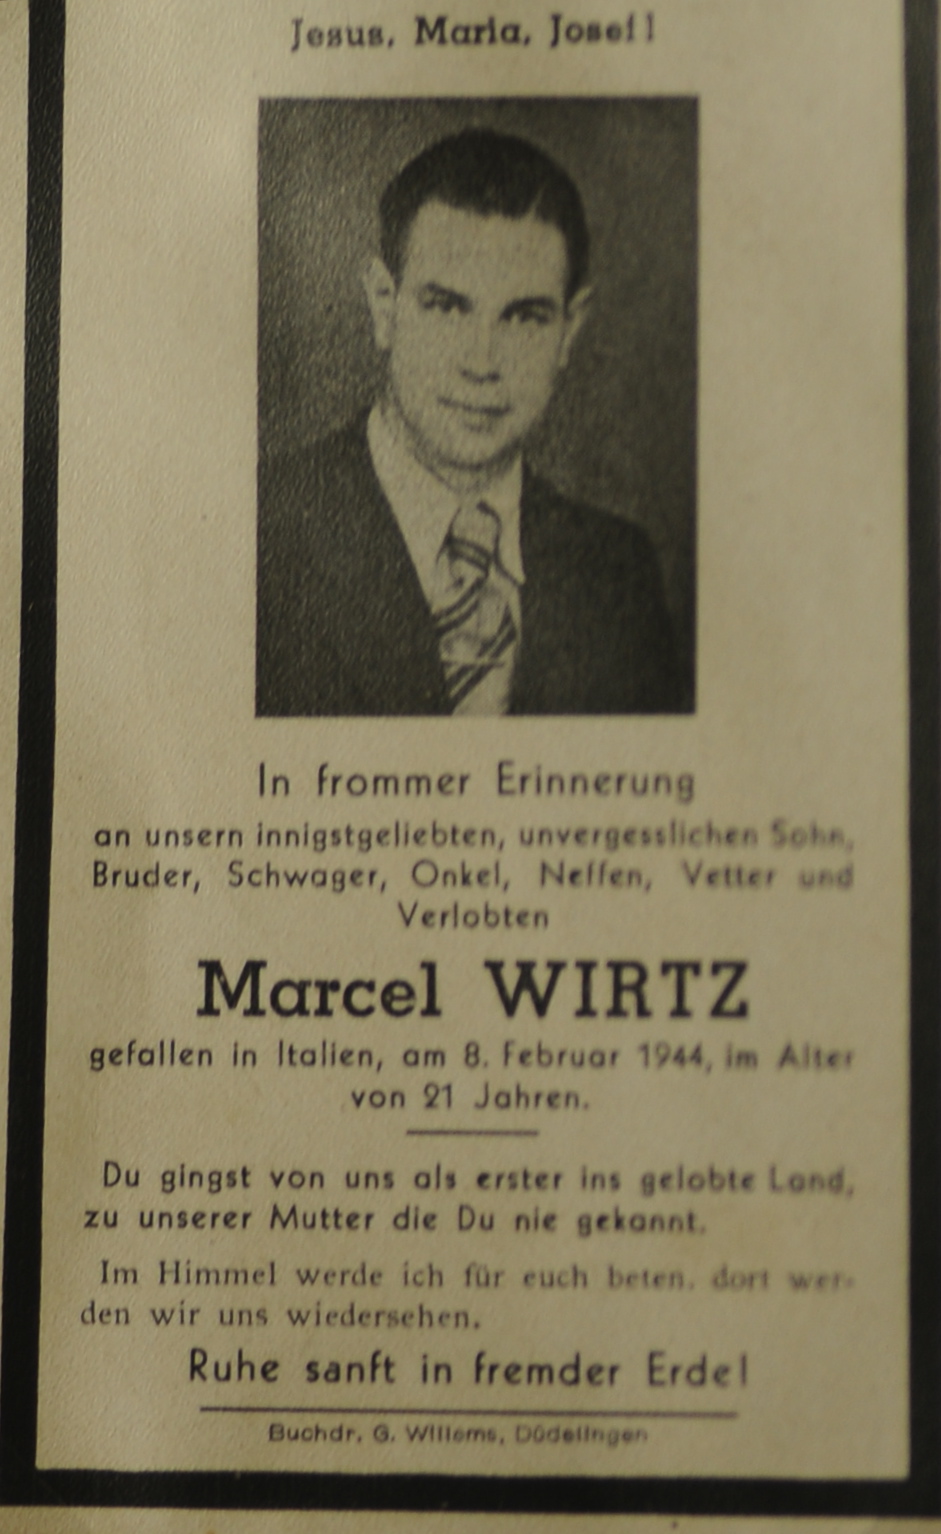 Jesus, Maria, Josef!
In frommer Erinnerung
an unsern innigstgeliebten, unvergesslichen Sohn,
Bruder, Schwager, Onkel, Neffen, Vetter und
Verlobten
Marcel WIRTZ
gefallen in Italien, am 8. Februar 1944, im Alter
von 21 Jahren.
Du gingst von uns als erster ins gelobte Land,
zu unserer Mutter die Du nie gekannt.
Im Himmel werde ich für euch beten, dort wer-
den wir uns wiedersehen.
Ruhe sanft in fremder Erde!
Buchdr. G. Willems, Düdelingen